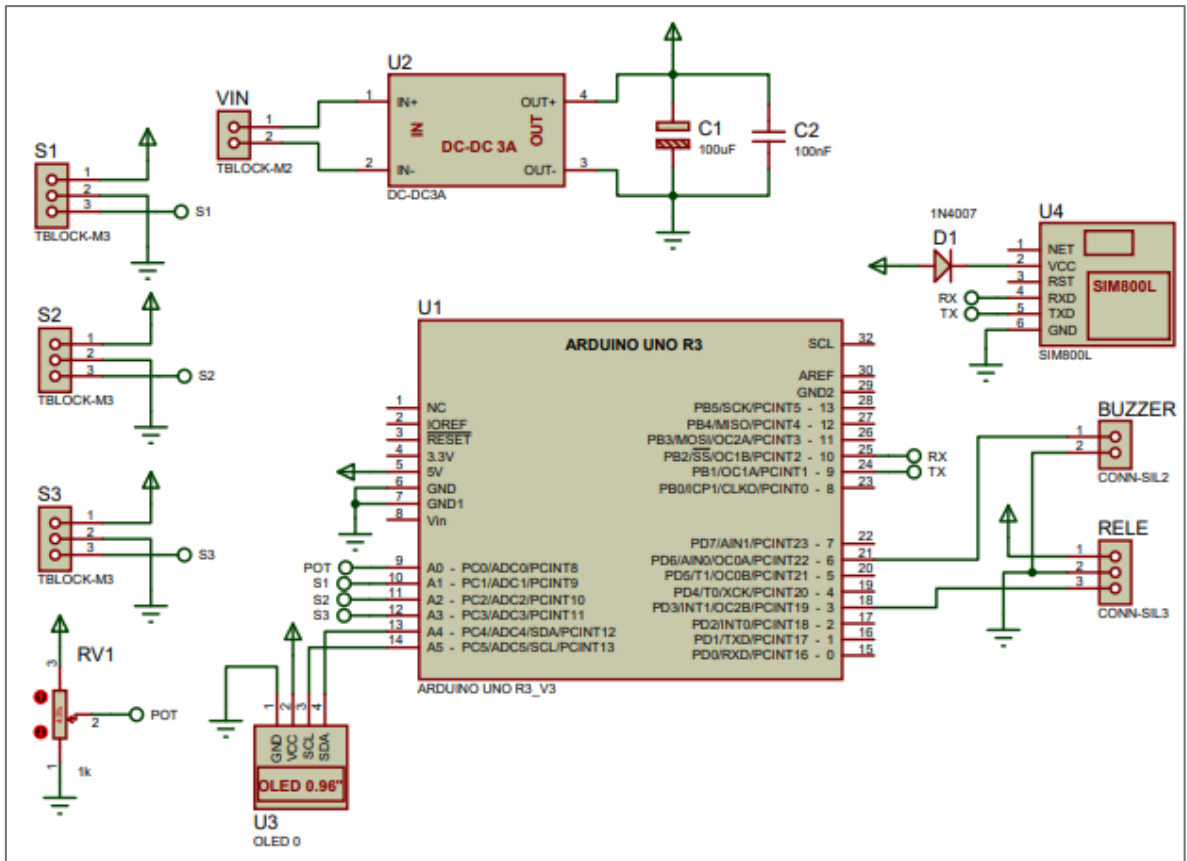 S1
1
2
3
S1
TBLOCK-M3
S2
1
2
3
S2
TBLOCK-M3
S3
1
2
3
S3
TBLOCK-M3
RV1
3
2
POT
1
1k
VIN
1
2
TBLOCK-M2
U2
1 IN+ OUT+ 4
IN OUT
DC-DC 3A
2 IN- OUT- 3
DC-DC3A
C1
100uF
C2
100nF
1N4007
D1
U4
1 NET
2 VCC
3 RST
RX 4 RXD
TX 5 TXD
6 GND
SIM800L
SIM800L
U1
ARDUINO UNO R3
1 NC
2 IOREF
3 RESET
4 3.3V
5 5V
6 GND
7 GND1
8 Vin
POT 9 A0 - PC0/ADC0/PCINT8
S1 10 A1 - PC1/ADC1/PCINT9
S2 11 A2 - PC2/ADC2/PCINT10
S3 12 A3 - PC3/ADC3/PCINT11
13 A4 - PC4/ADC4/SDA/PCINT12
14 A5 - PC5/ADC5/SCL/PCINT13
SCL 32
AREF 30
GND2 29
PB5/SCK/PCINT5 - 13 28
PB4/MISO/PCINT4 - 12 27
PB3/MOSI/OC2A/PCINT3 - 11 26
PB2/SS/OC1B/PCINT2 - 10 25 RX
PB1/OC1A/PCINT1 - 9 24 TX
PB0/ICP1/CLKO/PCINT0 - 8 23
PD7/AIN1/PCINT23 - 7 22
PD6/AIN0/OC0A/PCINT22 - 6 21
PD5/T1/OC0B/PCINT21 - 5 20
PD4/T0/XCK/PCINT20 - 4 19
PD3/INT1/OC2B/PCINT19 - 3 18
PD2/INT0/PCINT18 - 2 17
PD1/TXD/PCINT17 - 1 16
PD0/RXD/PCINT16 - 0 15
ARDUINO UNO R3_V3
BUZZER
1
2
CONN-SIL2
RELE
1
2
3
CONN-SIL3
1 2 3 4
GND VCC SCL SDA
OLED 0.96"
U3
OLED 0